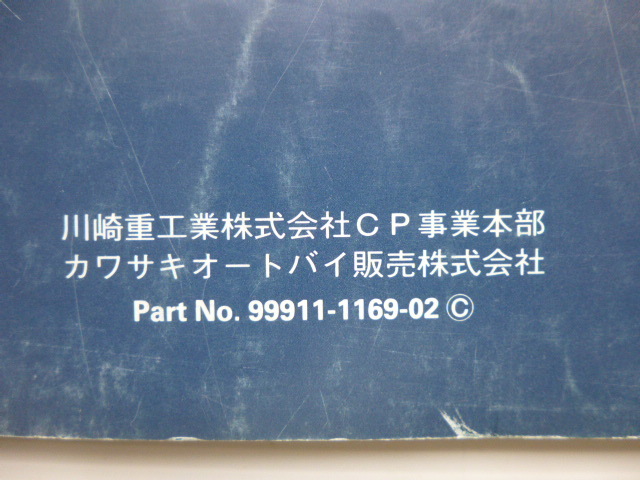 川崎重工業株式会社ＣＰ事業本部
カワサキオートバイ販売株式会社
Part No. 99911-1169-02 ©